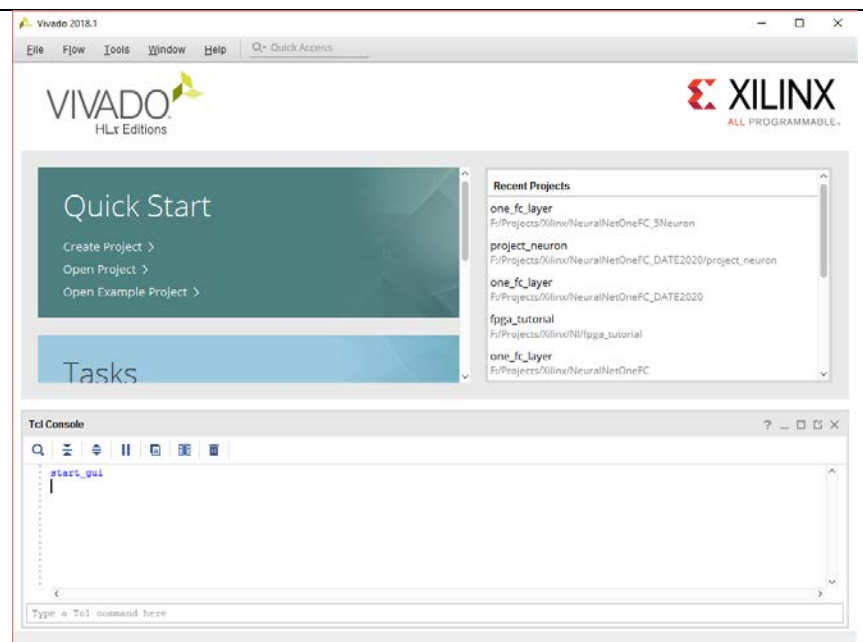 Vivado 2018.1
File Flow Tools Window Help Quick Access
VIVADO.
HLx Editions
XILINX
ALL PROGRAMMABLE.
Quick Start
Create Project >
Open Project >
Open Example Project >
Tasks
Recent Projects
one_fc_layer
F:/Projects/Xilinx/NeuralNetOneFC_5Neuron
project_neuron
F:/Projects/Xilinx/NeuralNetOneFC_DATE2020/project_neuron
one_fc_layer
F:/Projects/Xilinx/NeuralNetOneFC_DATE2020
fpga_tutorial
F:/Projects/Xilinx/NI/fpga_tutorial
one_fc_layer
F:/Projects/Xilinx/NeuralNetOneFC
Tcl Console
start_gui
Type a Tcl command here